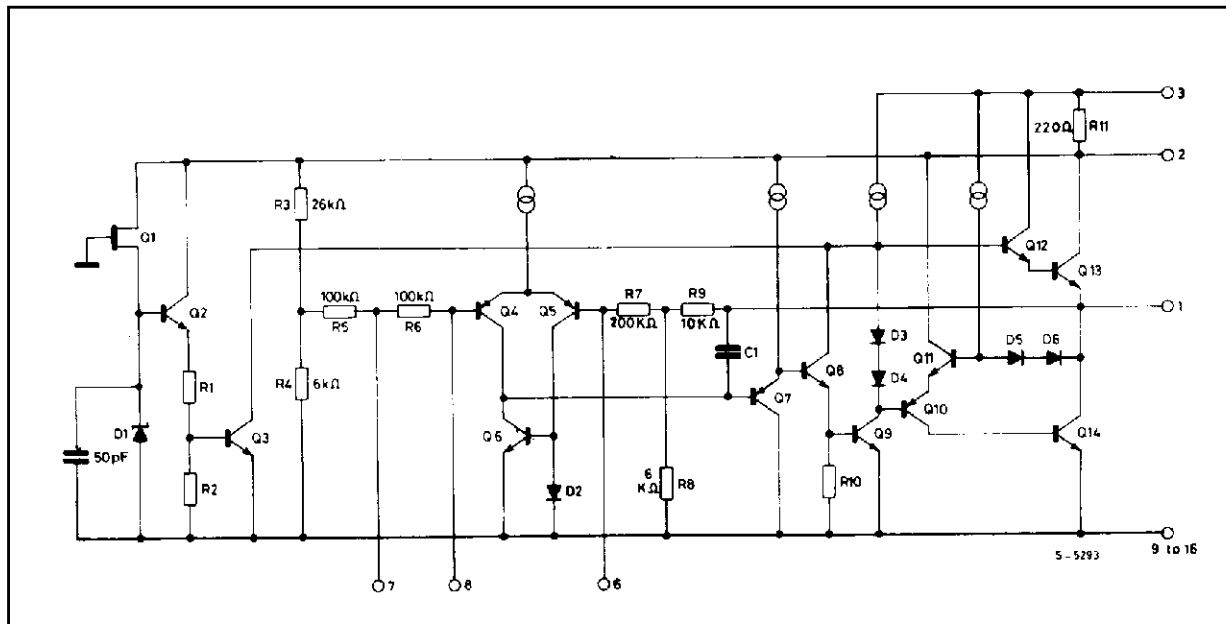 3
220Ω R11
2
R3 26kΩ
Q1
Q12
Q13
100kΩ 100kΩ Q4 Q5 R7 R9
R5 R6 200KΩ 10KΩ
1
Q2
C1
D3
D5 D6
Q11
R4 6kΩ
Q8
D4
R1
Q7
Q10
D1
Q3
Q6
Q9
Q14
50pF
R2
D2
6
KΩ R8
R10
S-5293
9 to 16
7 8 6